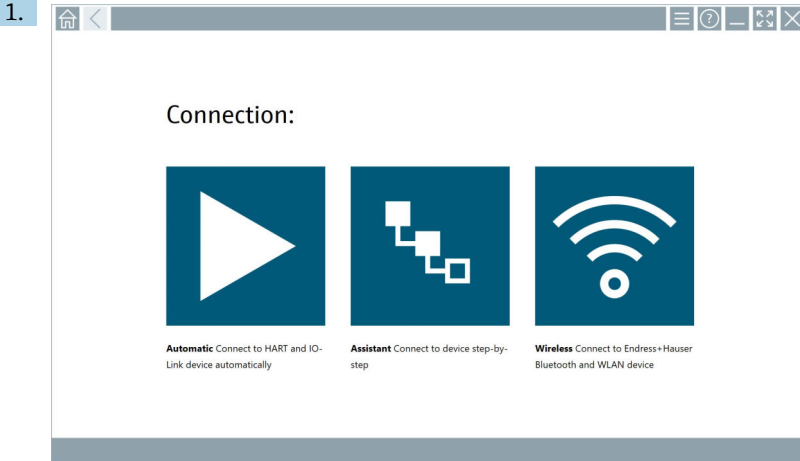 1.
Connection:
Automatic Connect to HART and IO-
Link device automatically
Assistant Connect to device step-by-
step
Wireless Connect to Endress+Hauser
Bluetooth and WLAN device